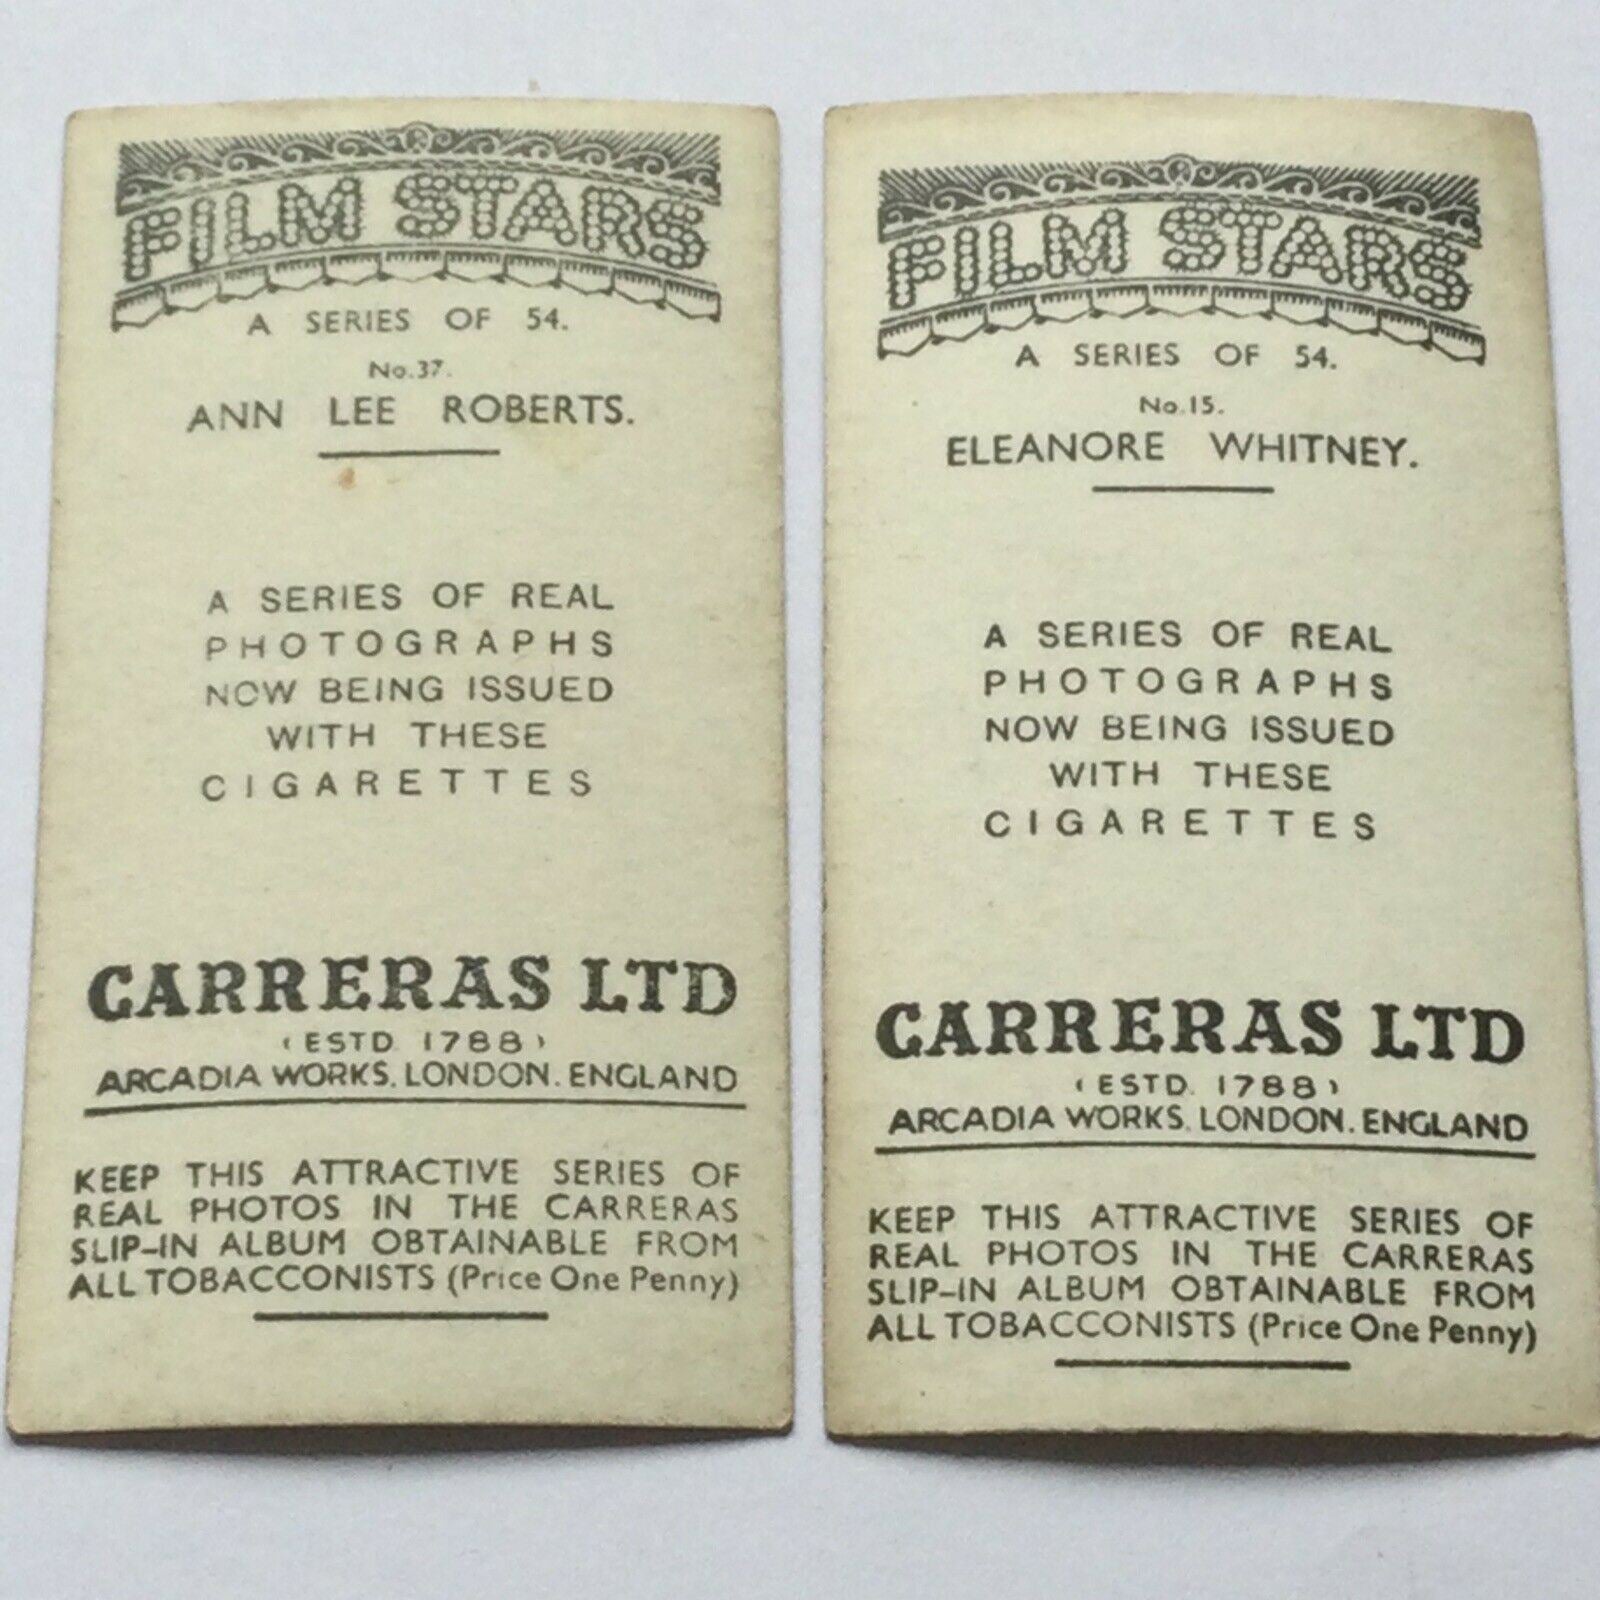 FILM STARS
A SERIES OF 54.
No.37.
ANN LEE ROBERTS.
A SERIES OF REAL
PHOTOGRAPHS
NOW BEING ISSUED
WITH THESE
CIGARETTES
CARRERAS LTD
(ESTD. 1788)
ARCADIA WORKS. LONDON. ENGLAND
KEEP THIS ATTRACTIVE SERIES OF
REAL PHOTOS IN THE CARRERAS
SLIP-IN ALBUM OBTAINABLE FROM
ALL TOBACCONISTS (Price One Penny)
FILM STARS
A SERIES OF 54.
No.15.
ELEANORE WHITNEY.
A SERIES OF REAL
PHOTOGRAPHS
NOW BEING ISSUED
WITH THESE
CIGARETTES
CARRERAS LTD
(ESTD. 1788)
ARCADIA WORKS. LONDON. ENGLAND
KEEP THIS ATTRACTIVE SERIES OF
REAL PHOTOS IN THE CARRERAS
SLIP-IN ALBUM OBTAINABLE FROM
ALL TOBACCONISTS (Price One Penny)